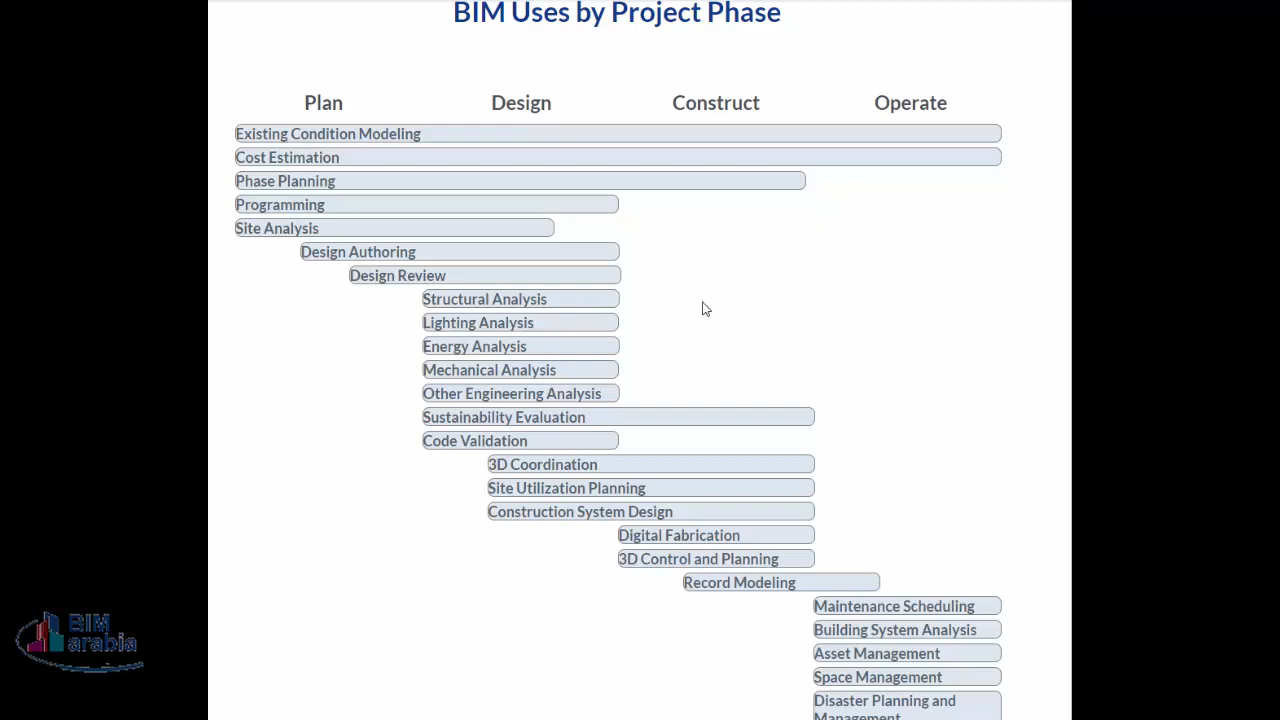 BIM Uses by Project Phase
Plan Design Construct Operate
Existing Condition Modeling
Cost Estimation
Phase Planning
Programming
Site Analysis
Design Authoring
Design Review
Structural Analysis
Lighting Analysis
Energy Analysis
Mechanical Analysis
Other Engineering Analysis
Sustainability Evaluation
Code Validation
3D Coordination
Site Utilization Planning
Construction System Design
Digital Fabrication
3D Control and Planning
Record Modeling
Maintenance Scheduling
Building System Analysis
Asset Management
Space Management
Disaster Planning and
Management
BIM
arabia